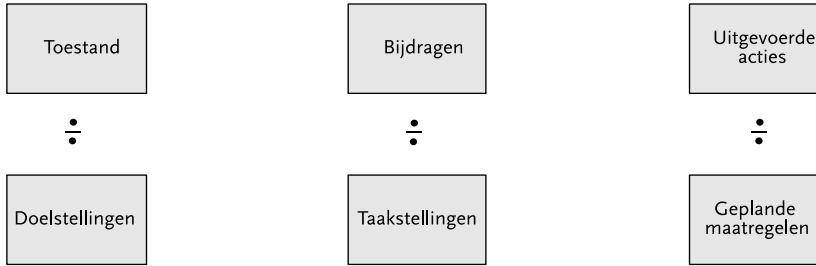 Toestand
Bijdragen
Uitgevoerde
acties
÷
÷
÷
Doelstellingen
Taakstellingen
Geplande
maatregelen